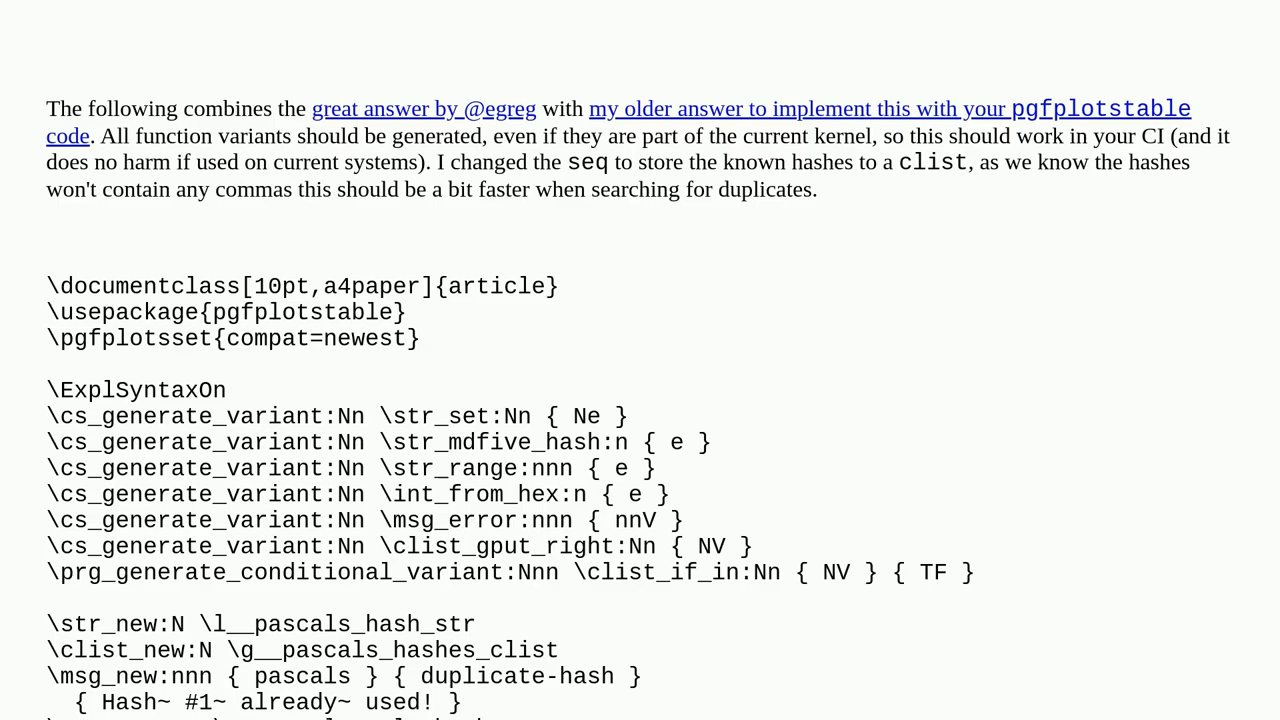 The following combines the great answer by @egreg with my older answer to implement this with your pgfplotstable
code. All function variants should be generated, even if they are part of the current kernel, so this should work in your CI (and it
does no harm if used on current systems). I changed the seq to store the known hashes to a clist, as we know the hashes
won't contain any commas this should be a bit faster when searching for duplicates.
\documentclass[10pt,a4paper]{article}
\usepackage{pgfplotstable}
\pgfplotsset{compat=newest}
\ExplSyntaxOn
\cs_generate_variant:Nn \str_set:Nn { Ne }
\cs_generate_variant:Nn \str_mdfive_hash:n { e }
\cs_generate_variant:Nn \str_range:nnn { e }
\cs_generate_variant:Nn \int_from_hex:n { e }
\cs_generate_variant:Nn \msg_error:nnn { nnV }
\cs_generate_variant:Nn \clist_gput_right:Nn { NV }
\prg_generate_conditional_variant:Nnn \clist_if_in:Nn { NV } { TF }
\str_new:N \l__pascals_hash_str
\clist_new:N \g__pascals_hashes_clist
\msg_new:nnn { pascals } { duplicate-hash }
  { Hash~ #1~ already~ used! }